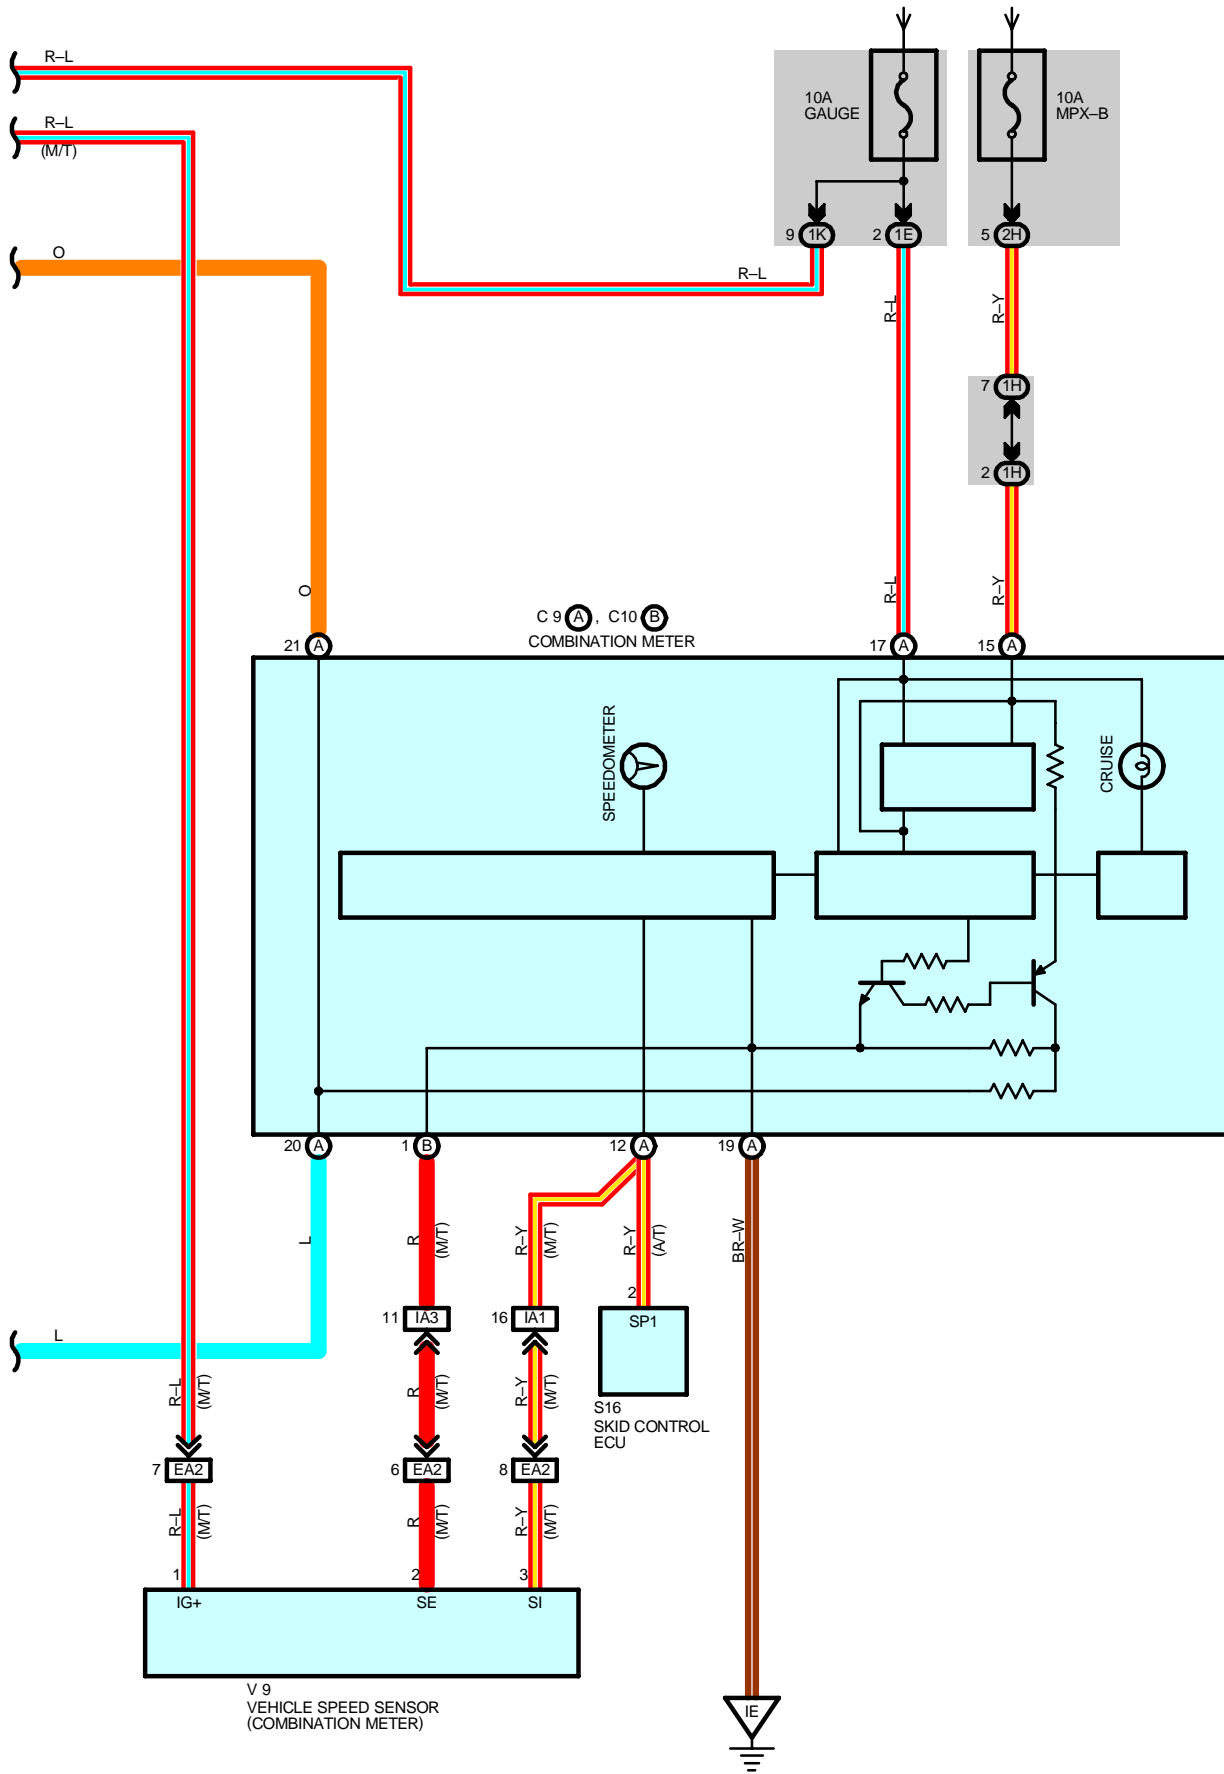 R–L
R–L
(M/T)
O
10A
GAUGE
10A
MPX–B
9 1K
2 1E
5 2H
R–L
R–L
R–Y
7 1H
2 1H
O
R–L
R–Y
C 9 A , C10 B
COMBINATION METER
21 A
17 A
15 A
SPEEDOMETER
CRUISE
20 A
1 B
12 A
19 A
L
R
(M/T)
R–Y
(M/T)
R–Y
(A/T)
BR–W
2
SP1
11 IA3
16 IA1
L
R–L
(M/T)
R
(M/T)
R–Y
(M/T)
S16
SKID CONTROL
ECU
7 EA2
6 EA2
8 EA2
R–L
(M/T)
R
(M/T)
R–Y
(M/T)
1
2
3
IG+
SE
SI
V 9
VEHICLE SPEED SENSOR
(COMBINATION METER)
IE